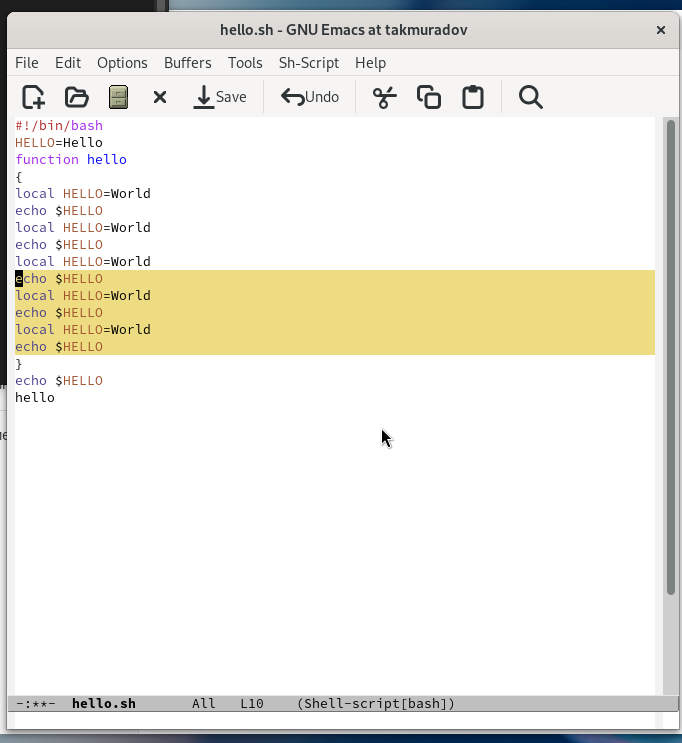 hello.sh - GNU Emacs at takmuradov
File Edit Options Buffers Tools Sh-Script Help
Save Undo
#!/bin/bash
HELLO=Hello
function hello
{
local HELLO=World
echo $HELLO
local HELLO=World
echo $HELLO
local HELLO=World
echo $HELLO
local HELLO=World
echo $HELLO
local HELLO=World
echo $HELLO
}
echo $HELLO
hello
-:**- hello.sh All L10 (Shell-script[bash])